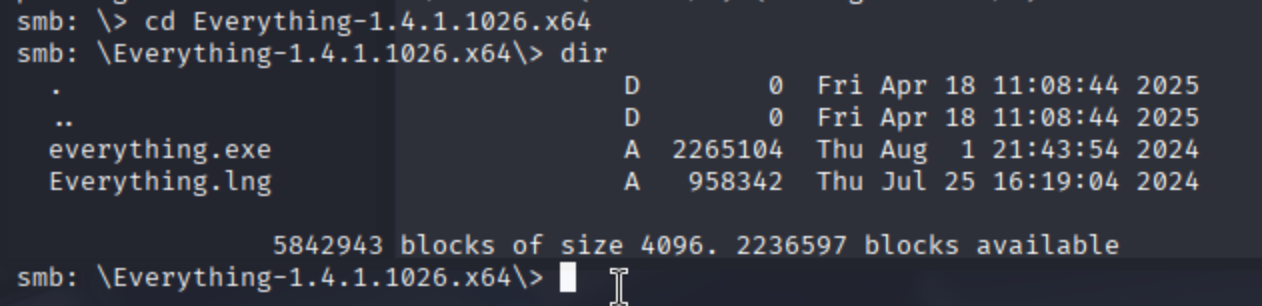 smb: \> cd Everything-1.4.1.1026.x64
smb: \Everything-1.4.1.1026.x64\> dir
. D 0 Fri Apr 18 11:08:44 2025
.. D 0 Fri Apr 18 11:08:44 2025
everything.exe A 2265104 Thu Aug 1 21:43:54 2024
Everything.lng A 958342 Thu Jul 25 16:19:04 2024
5842943 blocks of size 4096. 2236597 blocks available
smb: \Everything-1.4.1.1026.x64\>